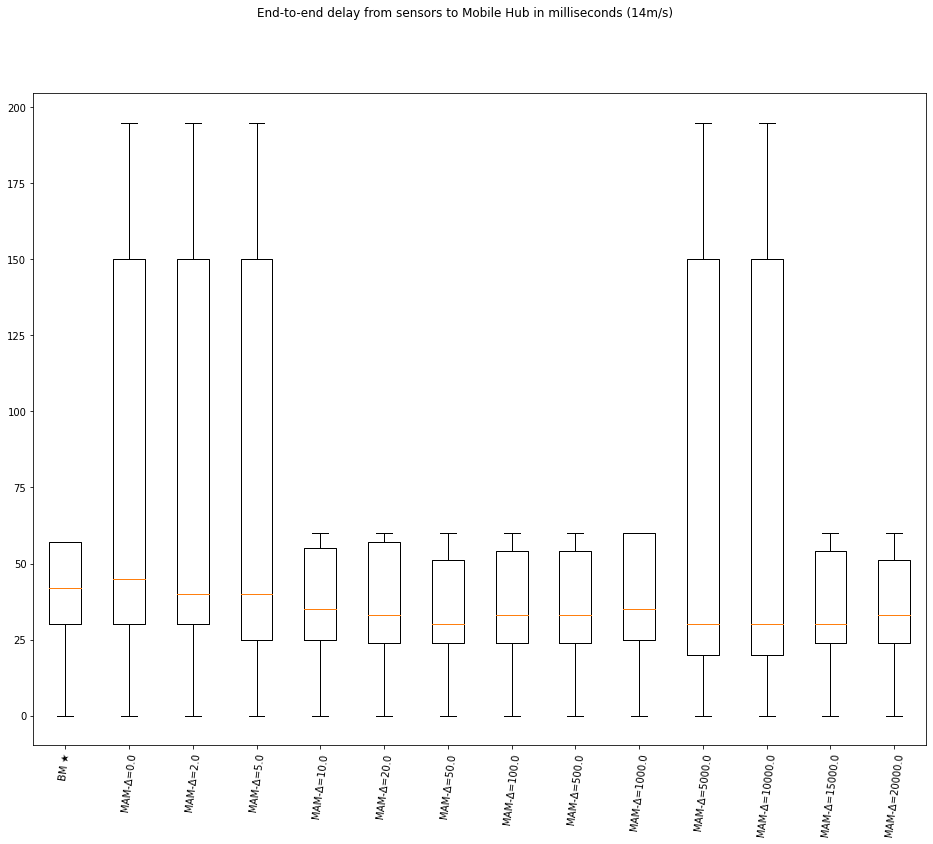 End-to-end delay from sensors to Mobile Hub in milliseconds (14m/s)
200
175
150
125
100
75
50
25
0
BM ★
MAM-Δ=0.0
MAM-Δ=2.0
MAM-Δ=5.0
MAM-Δ=10.0
MAM-Δ=20.0
MAM-Δ=50.0
MAM-Δ=100.0
MAM-Δ=500.0
MAM-Δ=1000.0
MAM-Δ=5000.0
MAM-Δ=10000.0
MAM-Δ=15000.0
MAM-Δ=20000.0